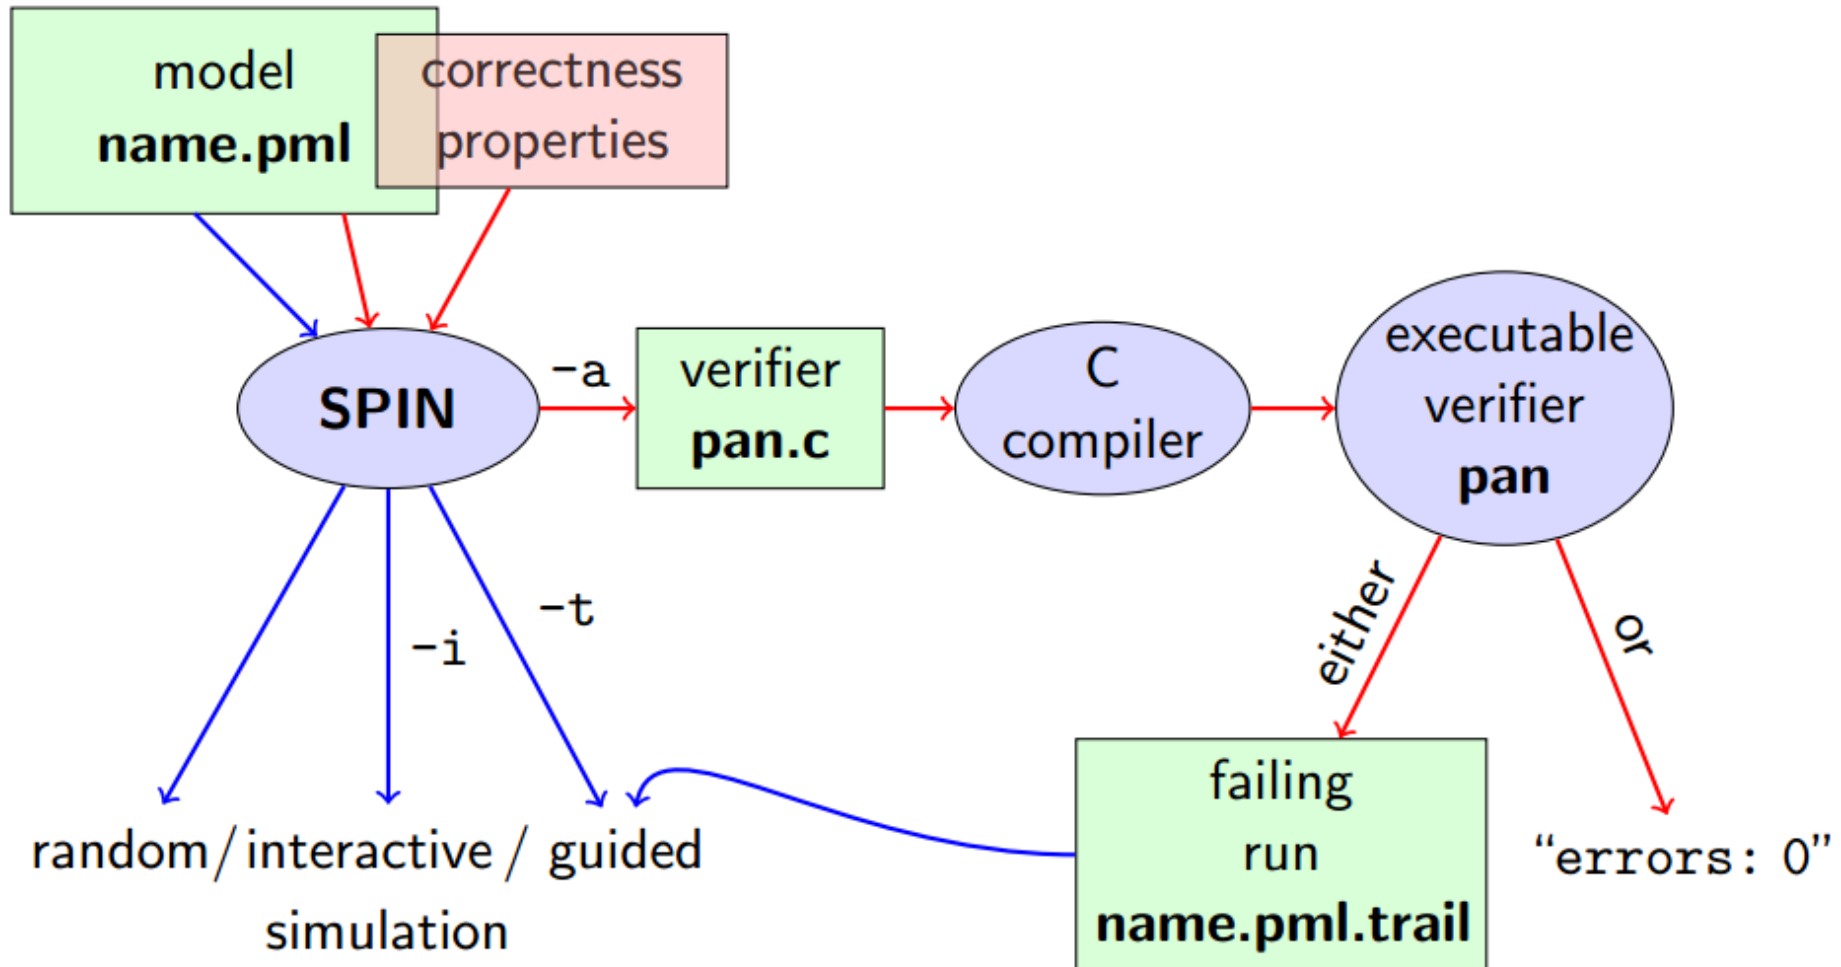 model
name.pml
correctness
properties
SPIN
-a
verifier
pan.c
C
compiler
executable
verifier
pan
-i
-t
either
or
random/interactive / guided
simulation
failing
run
name.pml.trail
“errors: 0”